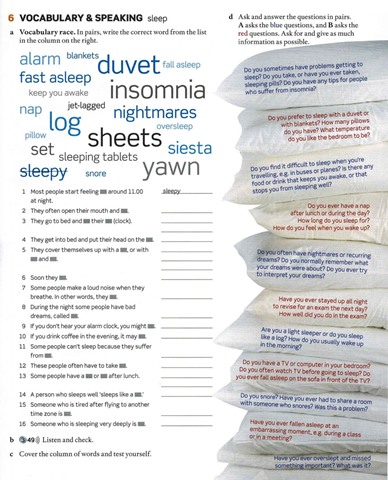 6 VOCABULARY & SPEAKING sleep
a Vocabulary race. In pairs, write the correct word from the list
in the column on the right.
alarm blankets duvet fall asleep
fast asleep insomnia
keep you awake
nap jet-lagged nightmares
log oversleep
pillow sheets siesta
set sleeping tablets
sleepy snore yawn
1 Most people start feeling around 11.00 sleepy
at night.
2 They often open their mouth and .
3 They go to bed and their (clock).
4 They get into bed and put their head on the .
5 They cover themselves up with a , or with
and .
6 Soon they .
7 Some people make a loud noise when they
breathe. in other words, they .
8 During the night some people have bad
dreams, called .
9 If you don't hear your alarm clock, you might .
10 If you drink coffee in the evening, it may .
11 Some people can't sleep because they suffer
from .
12 These people often have to take .
13 Some people have a or after lunch.
14 A person who sleeps well 'sleeps like a .'
15 Someone who is tired after flying to another
time zone is .
16 Someone who is sleeping very deeply is .
b 3 49 Listen and check.
c Cover the column of words and test yourself.
d Ask and answer the questions in pairs.
A asks the blue questions, and B asks the
red questions. Ask for and give as much
information as possible.
Do you sometimes have problems getting to
sleep? Do you take, or have you ever taken,
sleeping pills? Do you have any tips for people
who suffer from insomnia?
Do you prefer to sleep with a duvet or
with blankets? How many pillows
do you have? What temperature
do you like the bedroom to be?
Do you find it difficult to sleep when you're
travelling, e.g. in buses or planes? Is there any
food or drink that keeps you awake, or that
stops you from sleeping well?
Do you ever have a nap
after lunch or during the day?
How long do you sleep for?
How do you feel when you wake up?
Do you often have nightmares or recurring
dreams? Do you normally remember what
your dreams were about? Do you ever try
to interpret your dreams?
Have you ever stayed up all night
to revise for an exam the next day?
How well did you do in the exam?
Are you a light sleeper or do you sleep
like a log? How do you usually wake up
in the morning?
Do you have a TV or computer in your bedroom?
Do you often watch TV before going to sleep? Do
you ever fall asleep on the sofa in front of the TV?
Do you snore? Have you ever had to share a room
with someone who snores? Was this a problem?
Have you ever fallen asleep at an
embarrassing moment, e.g. during a class
or in a meeting?
Have you ever overslept and missed
something important? What was it?